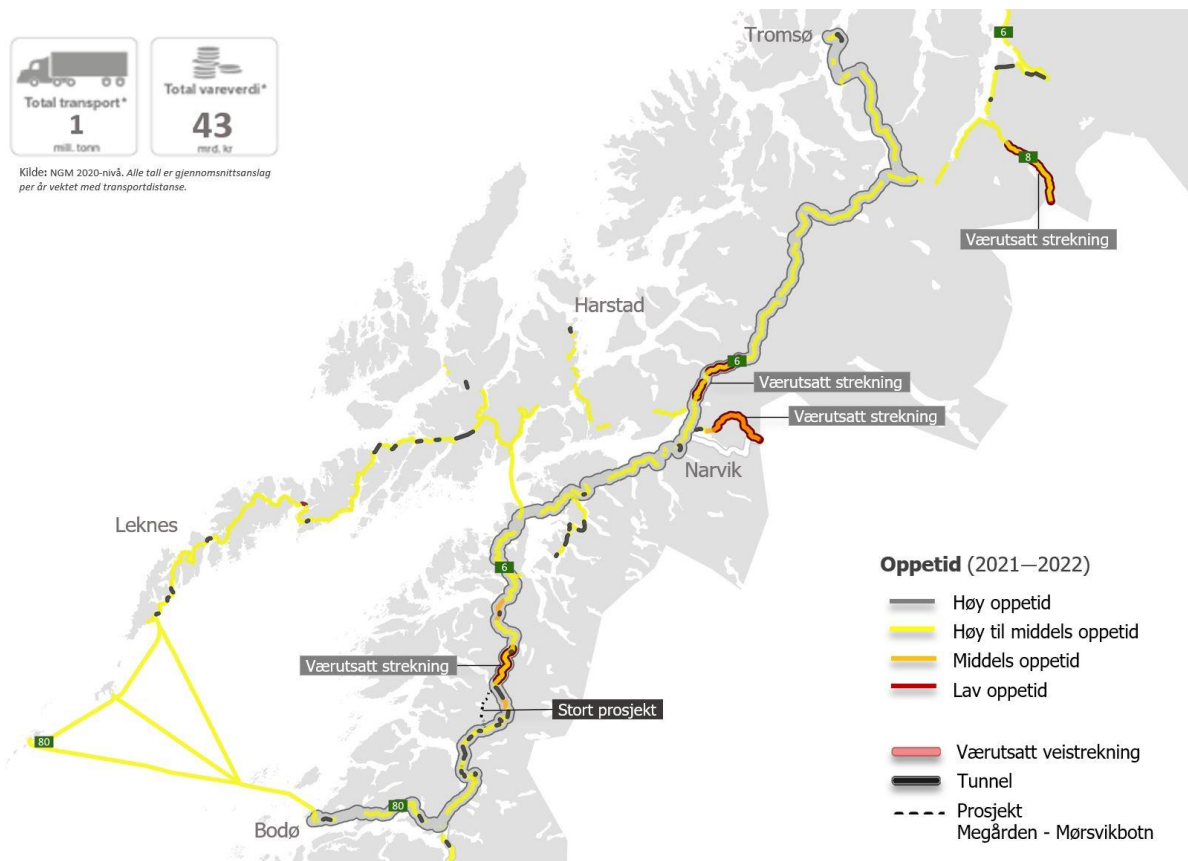 Total transport*
1
mill. tonn
Total vareverdi*
43
mrd. kr
Kilde: NGM 2020-nivå. Alle tall er gjennomsnittsanslag
per år vektet med transportdistanse.
Tromsø
6
8
Værutsatt strekning
Harstad
6
Værutsatt strekning
Værutsatt strekning
Narvik
Leknes
6
Værutsatt strekning
Stort prosjekt
80
80
Bodø
Oppetid (2021—2022)
Høy oppetid
Høy til middels oppetid
Middels oppetid
Lav oppetid
Værutsatt veistrekning
Tunnel
Prosjekt
Megården - Mørsvikbotn